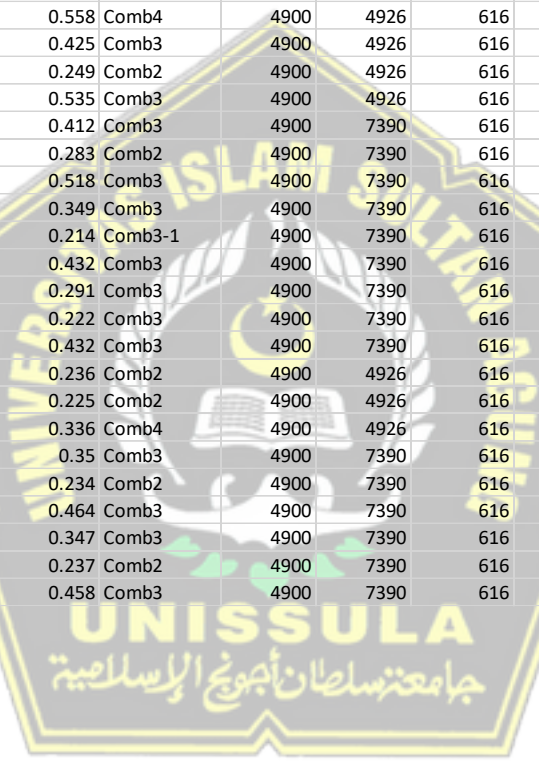 0.558 Comb4 4900 4926 616
0.425 Comb3 4900 4926 616
0.249 Comb2 4900 4926 616
0.535 Comb3 4900 4926 616
0.412 Comb3 4900 7390 616
0.283 Comb2 4900 7390 616
0.518 Comb3 4900 7390 616
0.349 Comb3 4900 7390 616
0.214 Comb3-1 4900 7390 616
0.432 Comb3 4900 7390 616
0.291 Comb3 4900 7390 616
0.222 Comb3 4900 7390 616
0.432 Comb3 4900 7390 616
0.236 Comb2 4900 4926 616
0.225 Comb2 4900 4926 616
0.336 Comb4 4900 4926 616
0.35 Comb3 4900 7390 616
0.234 Comb2 4900 7390 616
0.464 Comb3 4900 7390 616
0.347 Comb3 4900 7390 616
0.237 Comb2 4900 7390 616
0.458 Comb3 4900 7390 616
UNIVERSITAS ISLAM SULTAN AGUNG
UNISSULA
جامعة سلطان أجونج الإسلامية